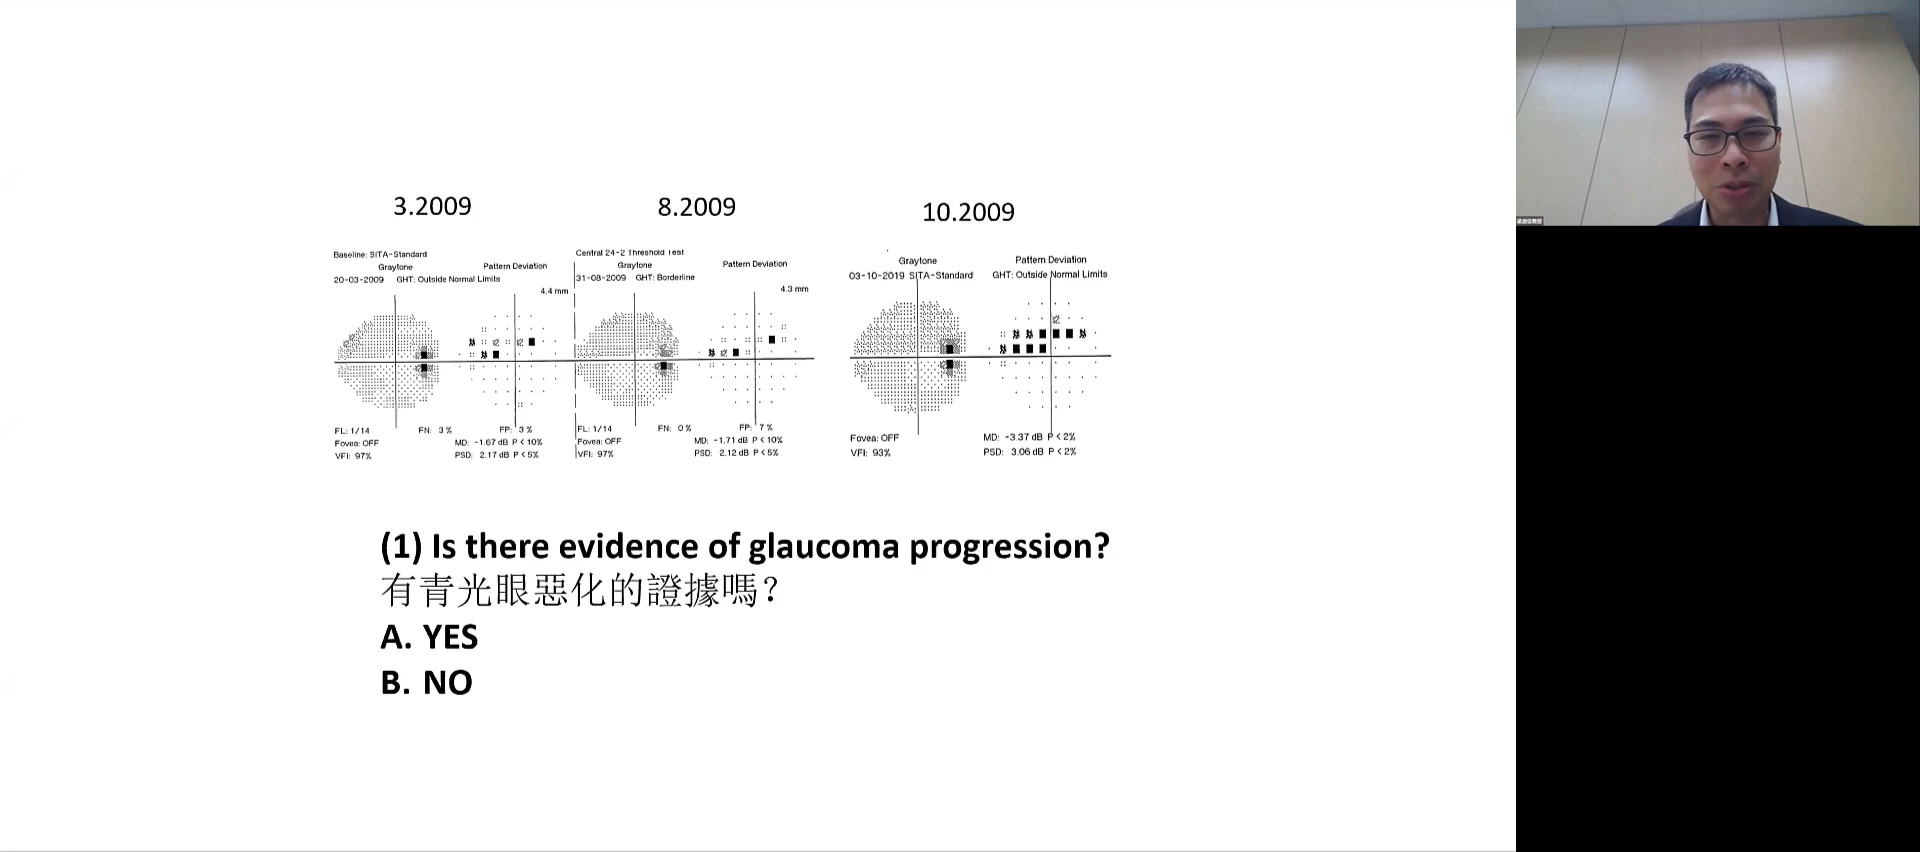 3.2009
8.2009
10.2009
Baseline: SITA-Standard
Graytone
Pattern Deviation
20-03-2009 GHT: Outside Normal Limits
4.4 mm
FL: 1/14 FN: 3 % FP: 3 %
Fovea: OFF MD: -1.67 dB P < 10%
VFI: 97% PSD: 2.17 dB P < 5%
Central 24-2 Threshold Test
Graytone
Pattern Deviation
31-08-2009 GHT: Borderline
4.3 mm
FL: 1/14 FN: 0 % FP: 7 %
Fovea: OFF MD: -1.71 dB P < 10%
VFI: 97% PSD: 2.12 dB P < 5%
Graytone
Pattern Deviation
03-10-2019 SITA-Standard GHT: Outside Normal Limits
Fovea: OFF MD: -3.37 dB P < 2%
VFI: 93% PSD: 3.06 dB P < 2%
(1) Is there evidence of glaucoma progression?
有青光眼惡化的證據嗎?
A. YES
B. NO